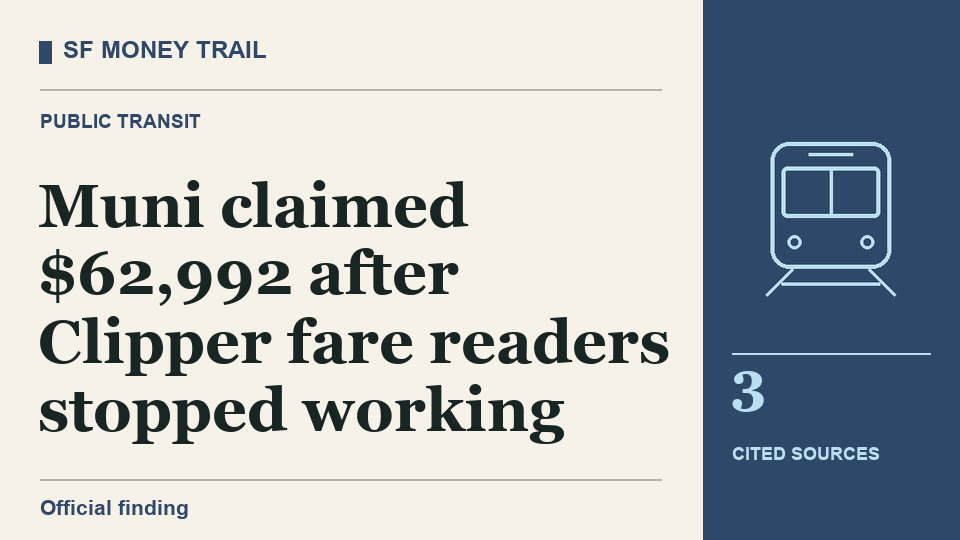 SF MONEY TRAIL
PUBLIC TRANSIT
Muni claimed
$62,992 after
Clipper fare readers
stopped working
Official finding
3
CITED SOURCES